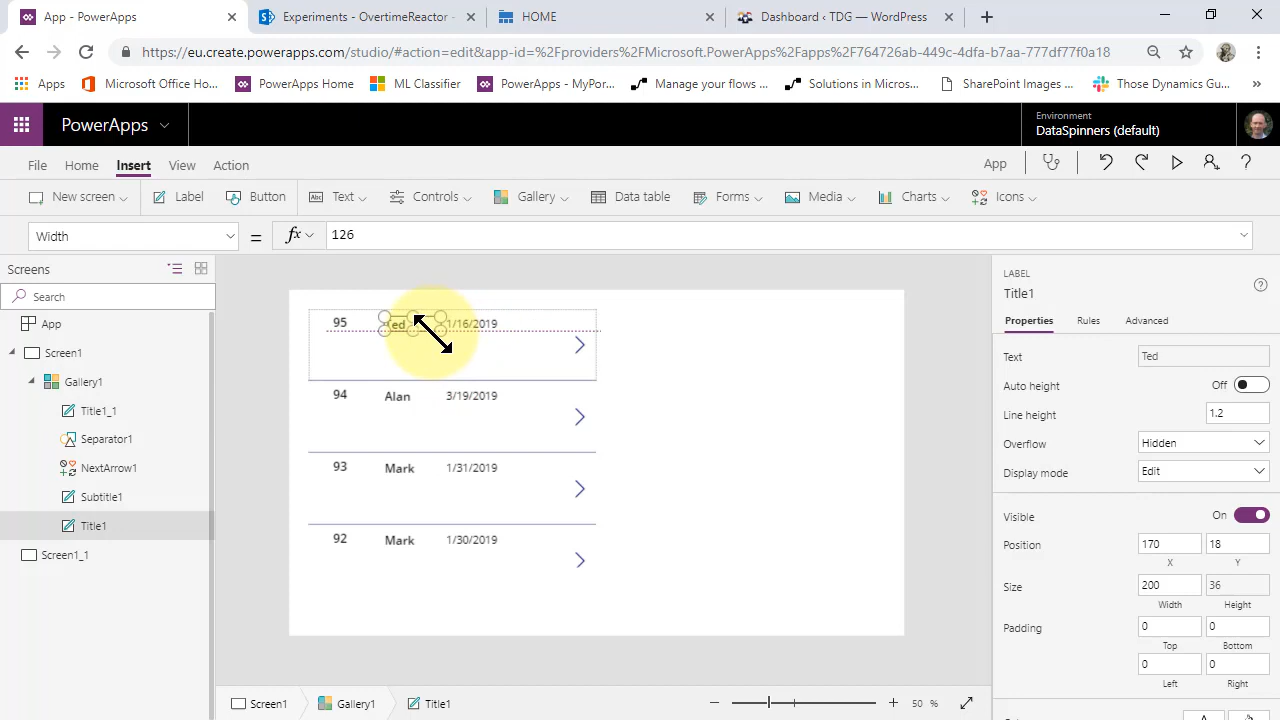 App - PowerApps
Experiments - OvertimeReactor -
HOME
Dashboard ‹ TDG — WordPress
https://eu.create.powerapps.com/studio/#action=edit&app-id=%2Fproviders%2FMicrosoft.PowerApps%2Fapps%2F764726ab-449c-4dfa-b7aa-777df77f0a18
Apps
Microsoft Office Ho...
PowerApps Home
ML Classifier
PowerApps - MyPor...
Manage your flows ...
Solutions in Micros...
SharePoint Images ...
Those Dynamics Gu...
»
PowerApps
Environment
DataSpinners (default)
File
Home
Insert
View
Action
App
?
New screen
Label
Button
Abc
Text
Controls
Gallery
Data table
Forms
Media
Charts
Icons
Width
=
fx
126
Screens
Search
App
Screen1
Gallery1
Title1_1
Separator1
NextArrow1
Subtitle1
Title1
Screen1_1
95
1/16/2019
94
Alan
3/19/2019
93
Mark
1/31/2019
92
Mark
1/30/2019
Screen1
Gallery1
Title1
50 %
LABEL
Title1
?
Properties
Rules
Advanced
Text
Ted
Auto height
Off
Line height
1.2
Overflow
Hidden
Display mode
Edit
Visible
On
Position
170
18
X
Y
Size
200
36
Width
Height
Padding
0
0
Top
Bottom
0
0
Left
Right